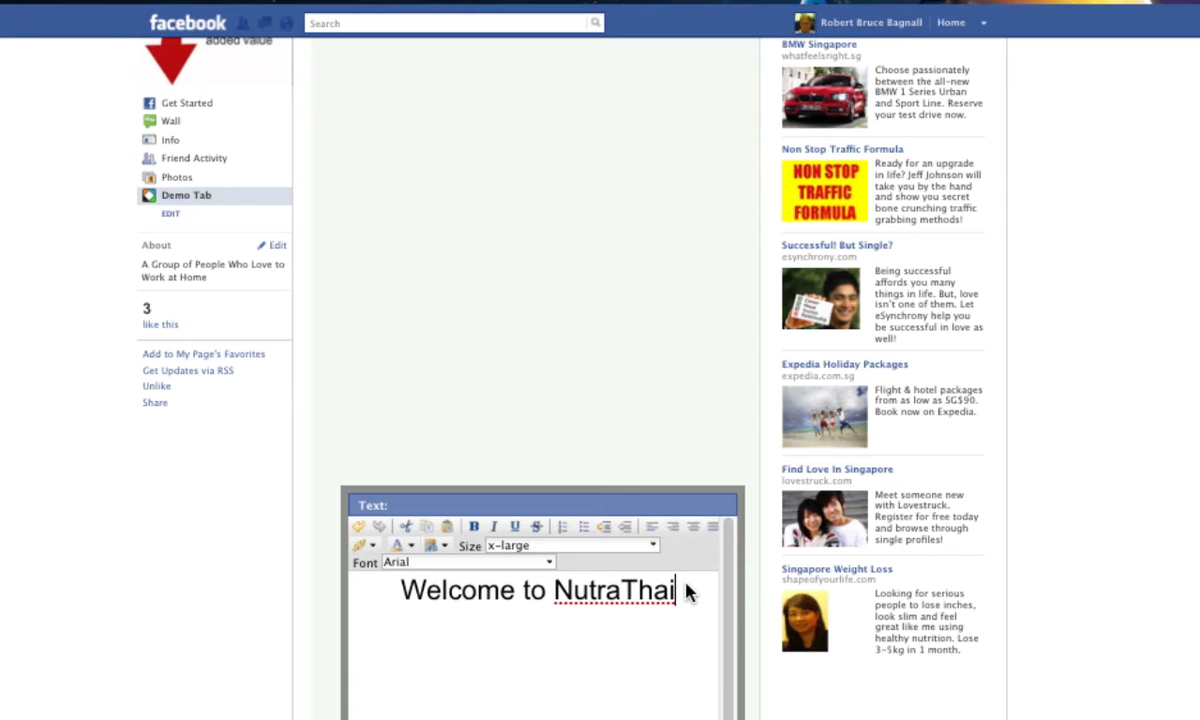 facebook
Search
Robert Bruce Bagnall
Home
added value
Get Started
Wall
Info
Friend Activity
Photos
Demo Tab
EDIT
About
Edit
A Group of People Who Love to
Work at Home
3
like this
Add to My Page's Favorites
Get Updates via RSS
Unlike
Share
Text:
B I U S
Size x-large
Font Arial
Welcome to NutraThai
BMW Singapore
whatfeelsright.sg
Choose passionately
between the all-new
BMW 1 Series Urban
and Sport Line. Reserve
your test drive now.
Non Stop Traffic Formula
NON STOP
TRAFFIC
FORMULA
Ready for an upgrade
in life? Jeff Johnson will
take you by the hand
and show you secret
bone crunching traffic
grabbing methods!
Successful! But Single?
esynchrony.com
Being successful
affords you many
things in life. But, love
isn't one of them. Let
eSynchrony help you
be successful in love as
well!
Expedia Holiday Packages
expedia.com.sg
Flight & hotel packages
from as low as SG$90.
Book now on Expedia.
Find Love In Singapore
lovestruck.com
Meet someone new
with Lovestruck.
Register for free today
and browse through
single profiles!
Singapore Weight Loss
shapeofyourlife.com
Looking for serious
people to lose inches,
look slim and feel
great like me using
healthy nutrition. Lose
3-5kg in 1 month.